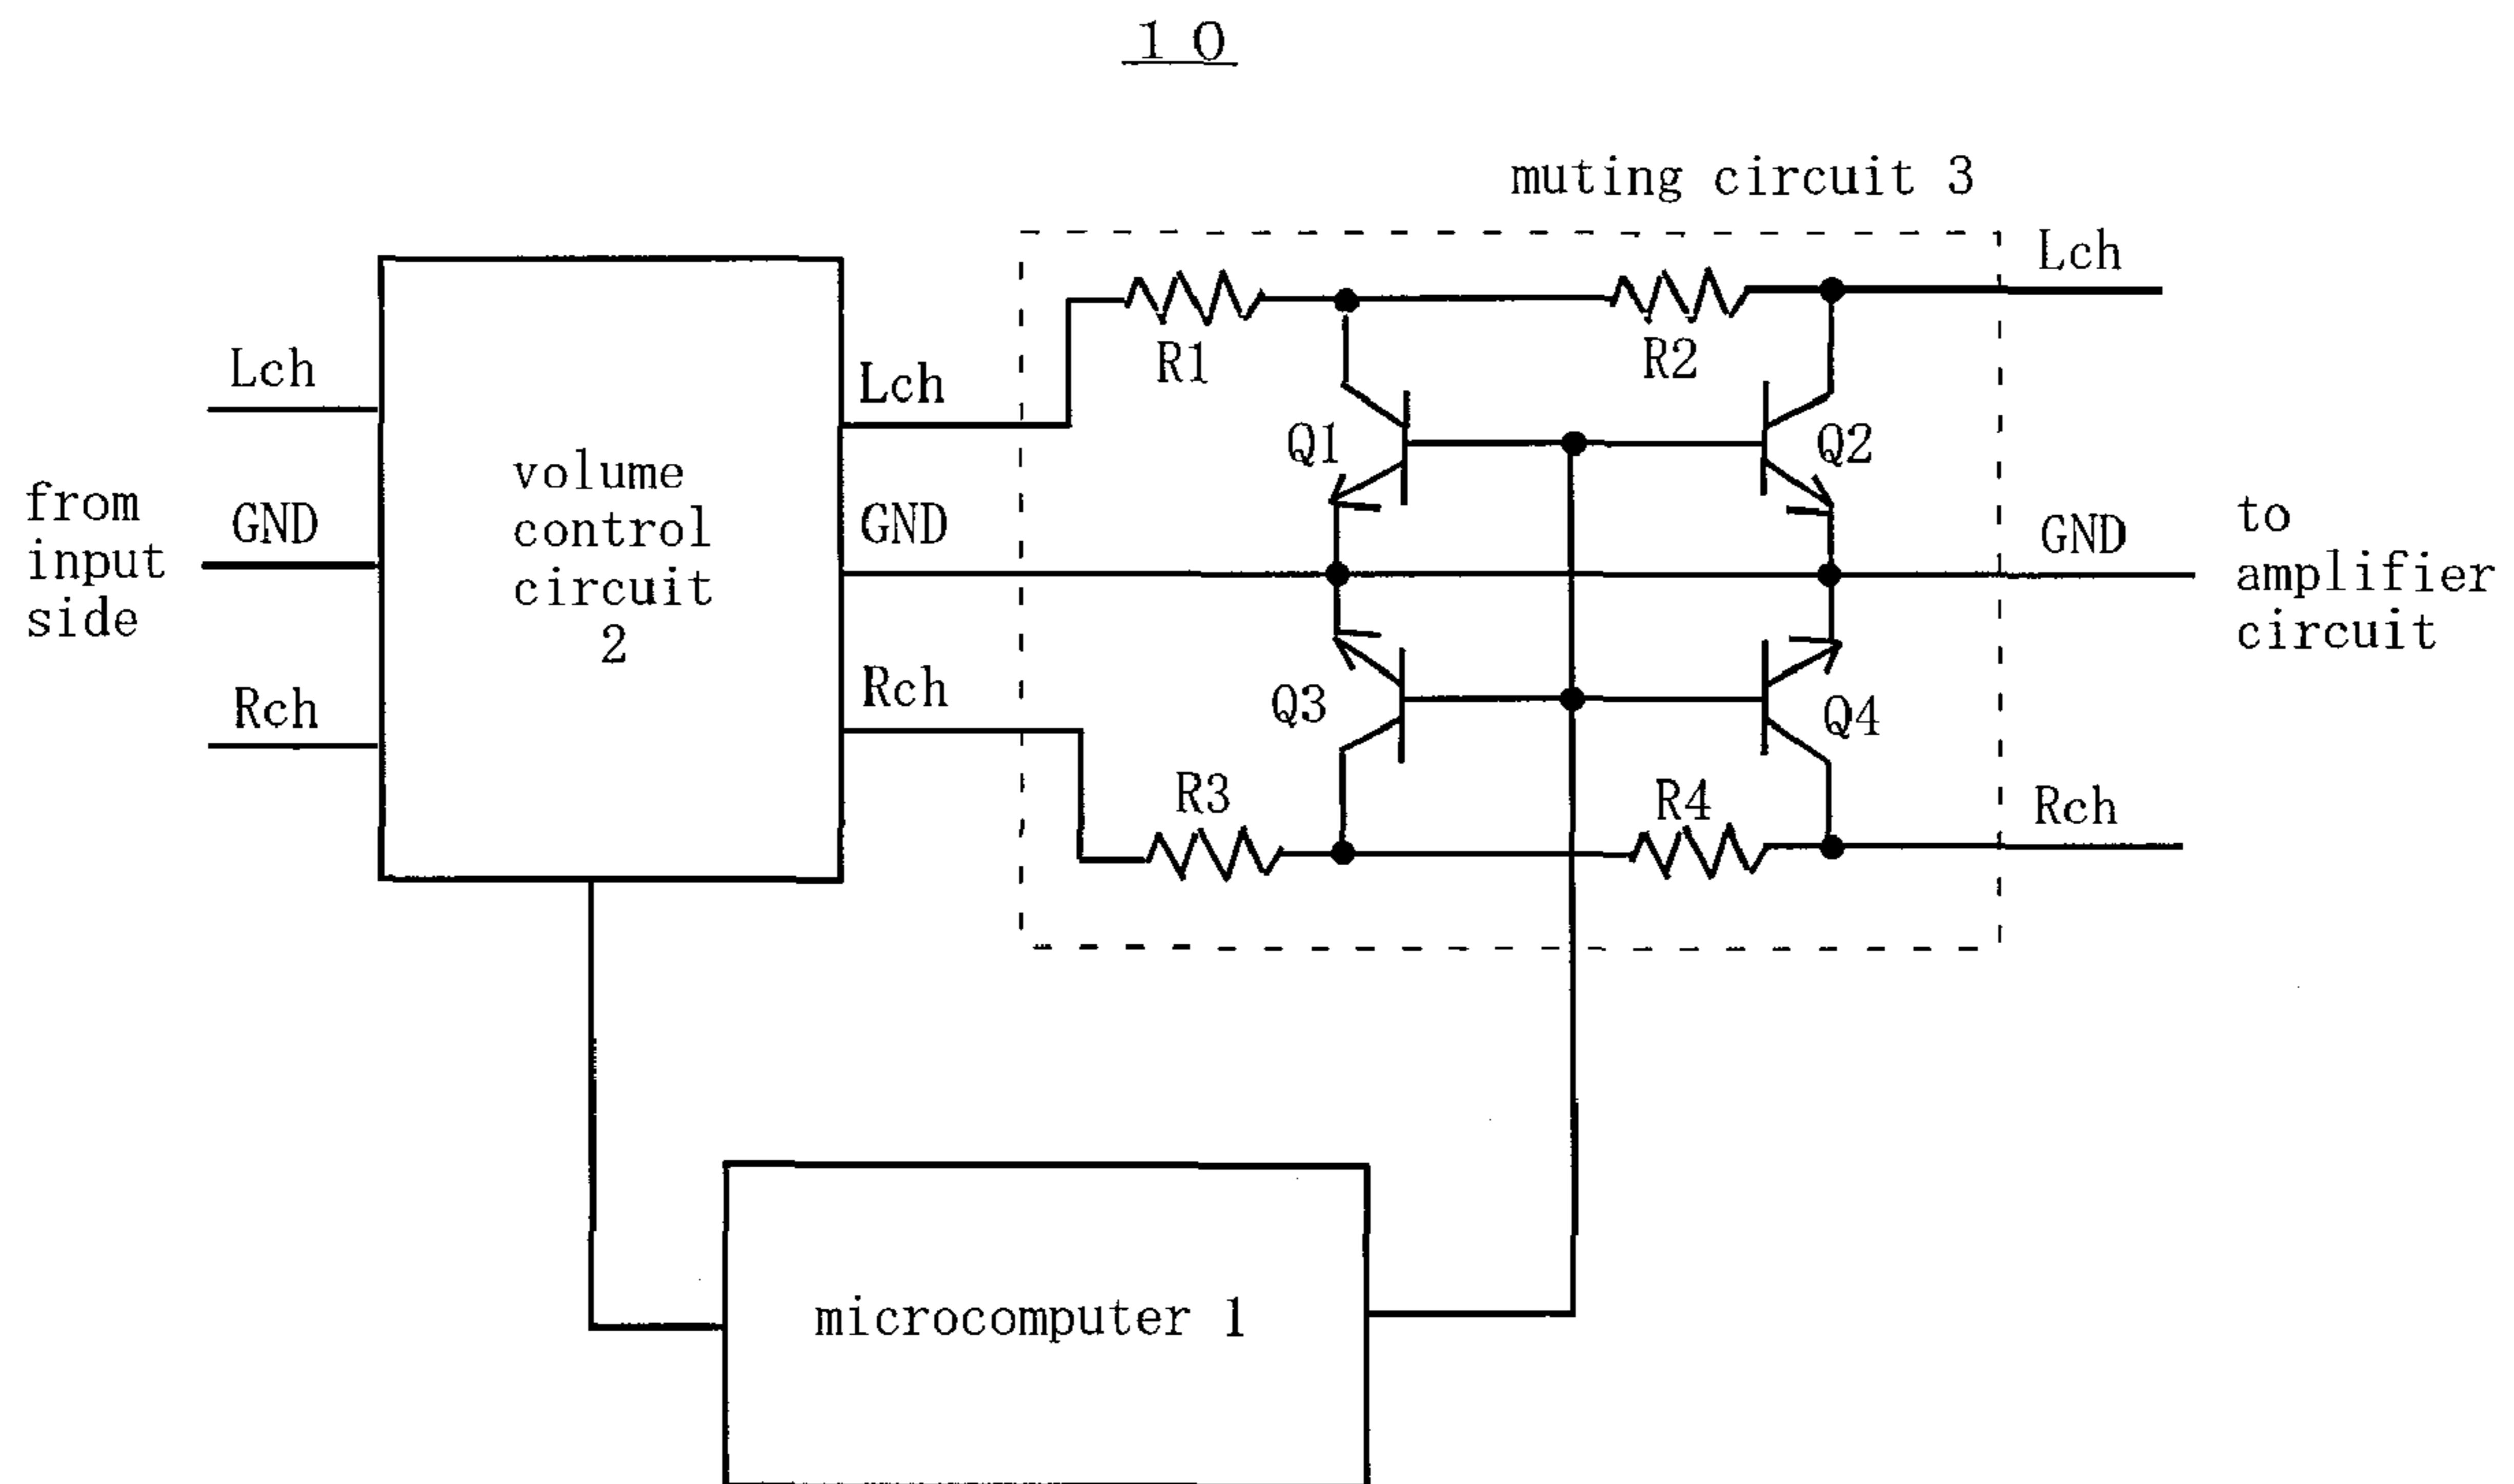 10
muting circuit 3
Lch
R1
R2
Lch
Lch
Q1
Q2
volume
control
circuit
2
from
input
side
GND
GND
GND
to
amplifier
circuit
Rch
Rch
Q3
Q4
R3
R4
Rch
microcomputer 1